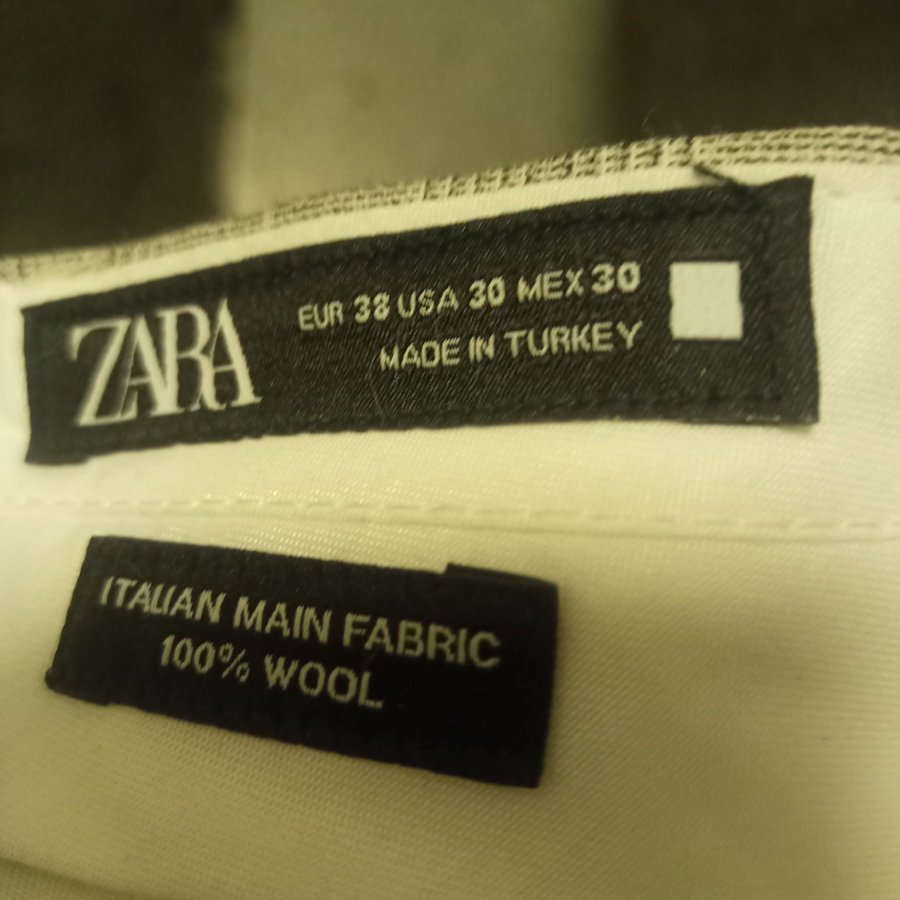 ZARA
EUR 38 USA 30 MEX 30
MADE IN TURKEY
ITALIAN MAIN FABRIC
100% WOOL